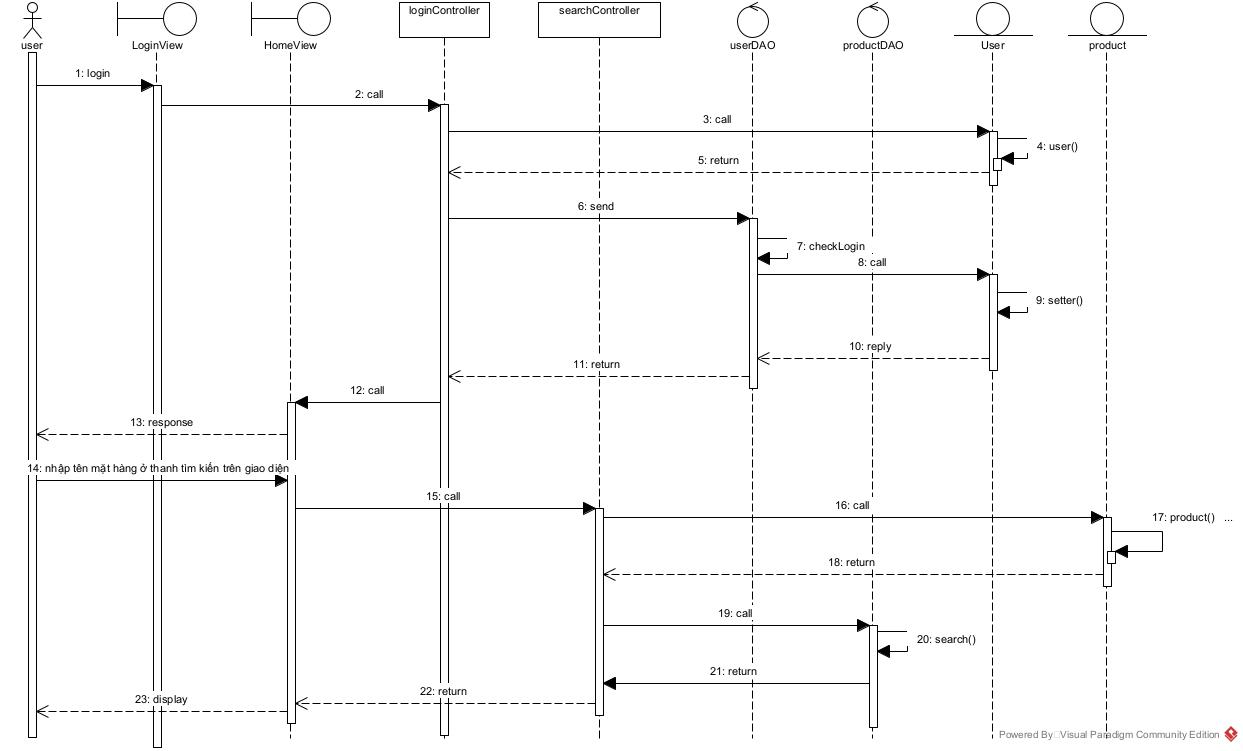 loginController
searchController
user
LoginView
HomeView
userDAO
productDAO
User
product
1: login
2: call
3: call
4: user()
5: return
6: send
7: checkLogin
8: call
9: setter()
10: reply
11: return
12: call
13: response
14: nhập tên mặt hàng ở thanh tìm kiến trên giao diện
15: call
16: call
17: product() ...
18: return
19: call
20: search()
21: return
22: return
23: display
Powered By Visual Paradigm Community Edition